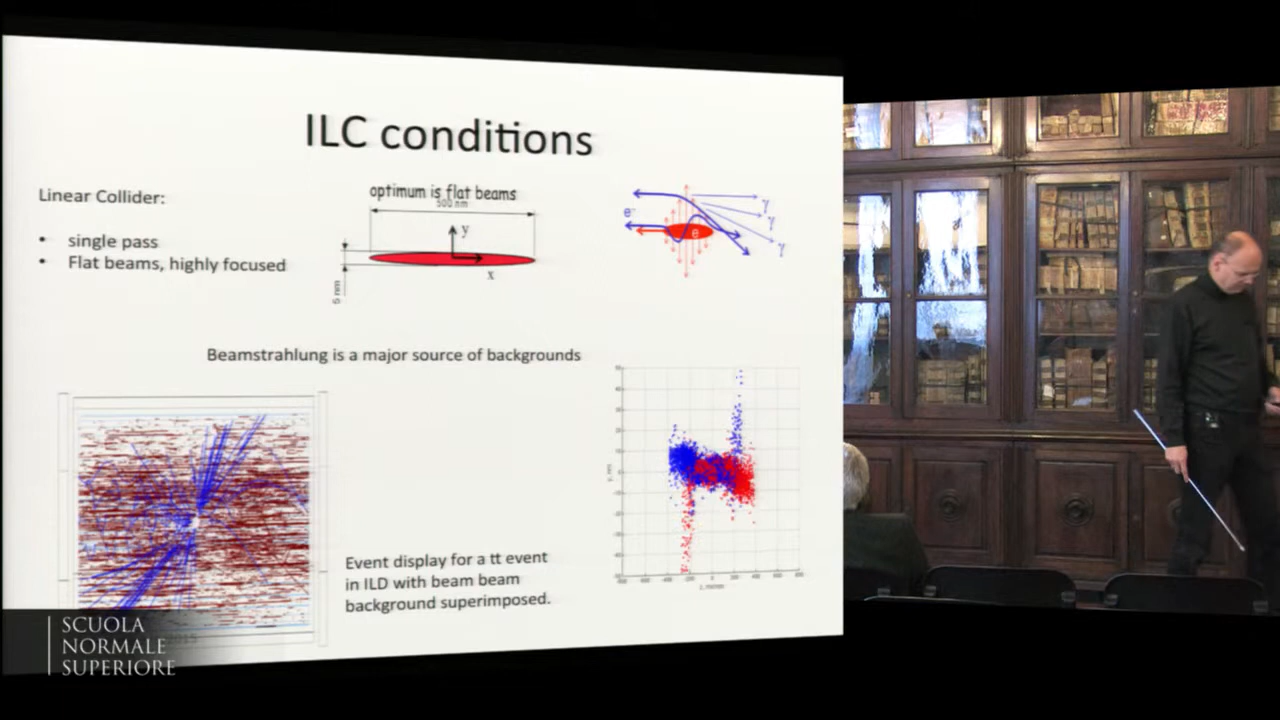 ILC conditions
Linear Collider:
• single pass
• Flat beams, highly focused
optimum is flat beams
500 nm
y
x
5 nm
e⁻
e
γ
γ
γ
Beamstrahlung is a major source of backgrounds
Event display for a tt event
in ILD with beam beam
background superimposed.
SCUOLA
NORMALE
SUPERIORE